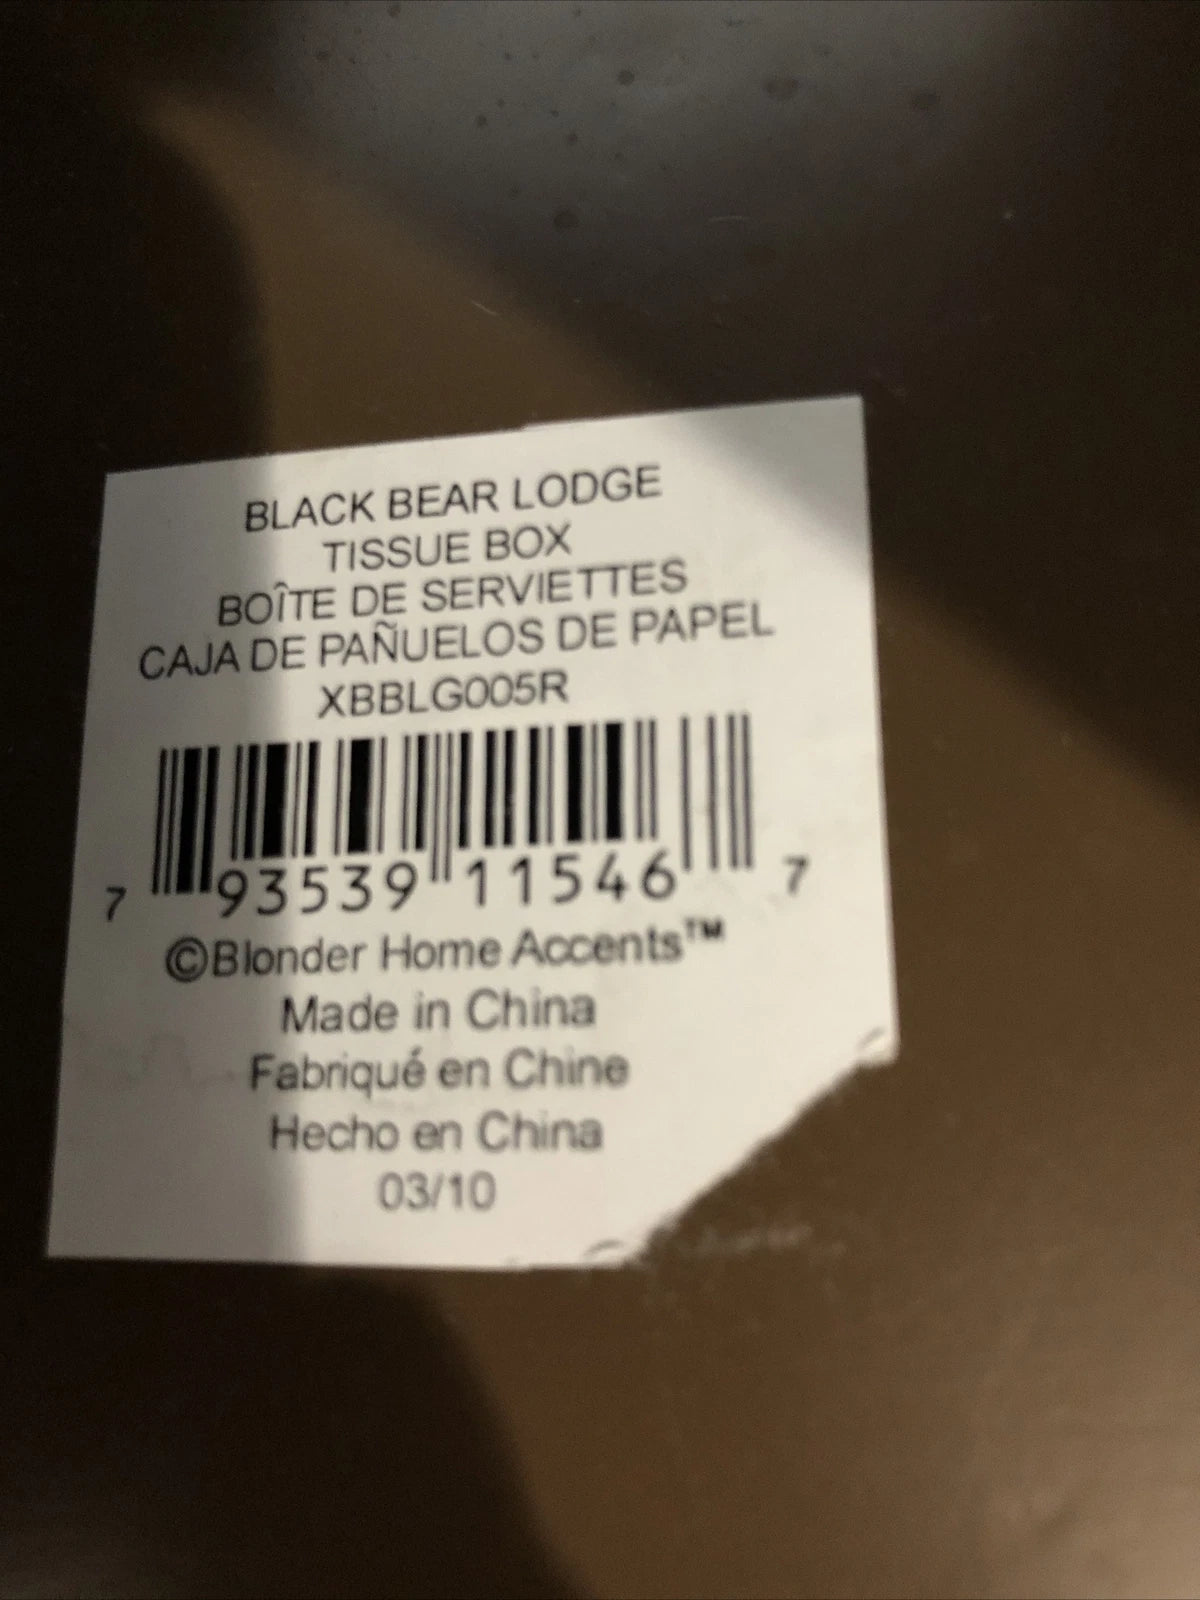 BLACK BEAR LODGE
TISSUE BOX
BOÎTE DE SERVIETTES
CAJA DE PAÑUELOS DE PAPEL
XBBLG005R
7 93539 11546 7
©Blonder Home Accents™
Made in China
Fabriqué en Chine
Hecho en China
03/10